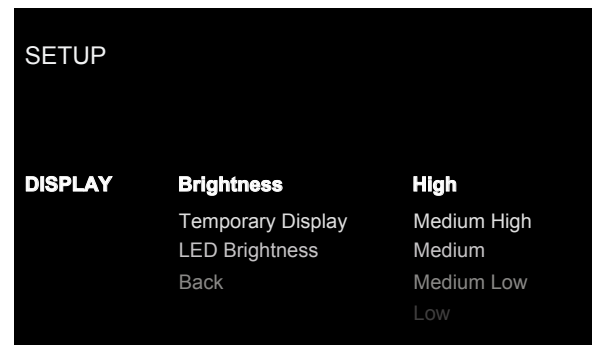 SETUP
DISPLAY Brightness High
Temporary Display Medium High
LED Brightness Medium
Back Medium Low
Low